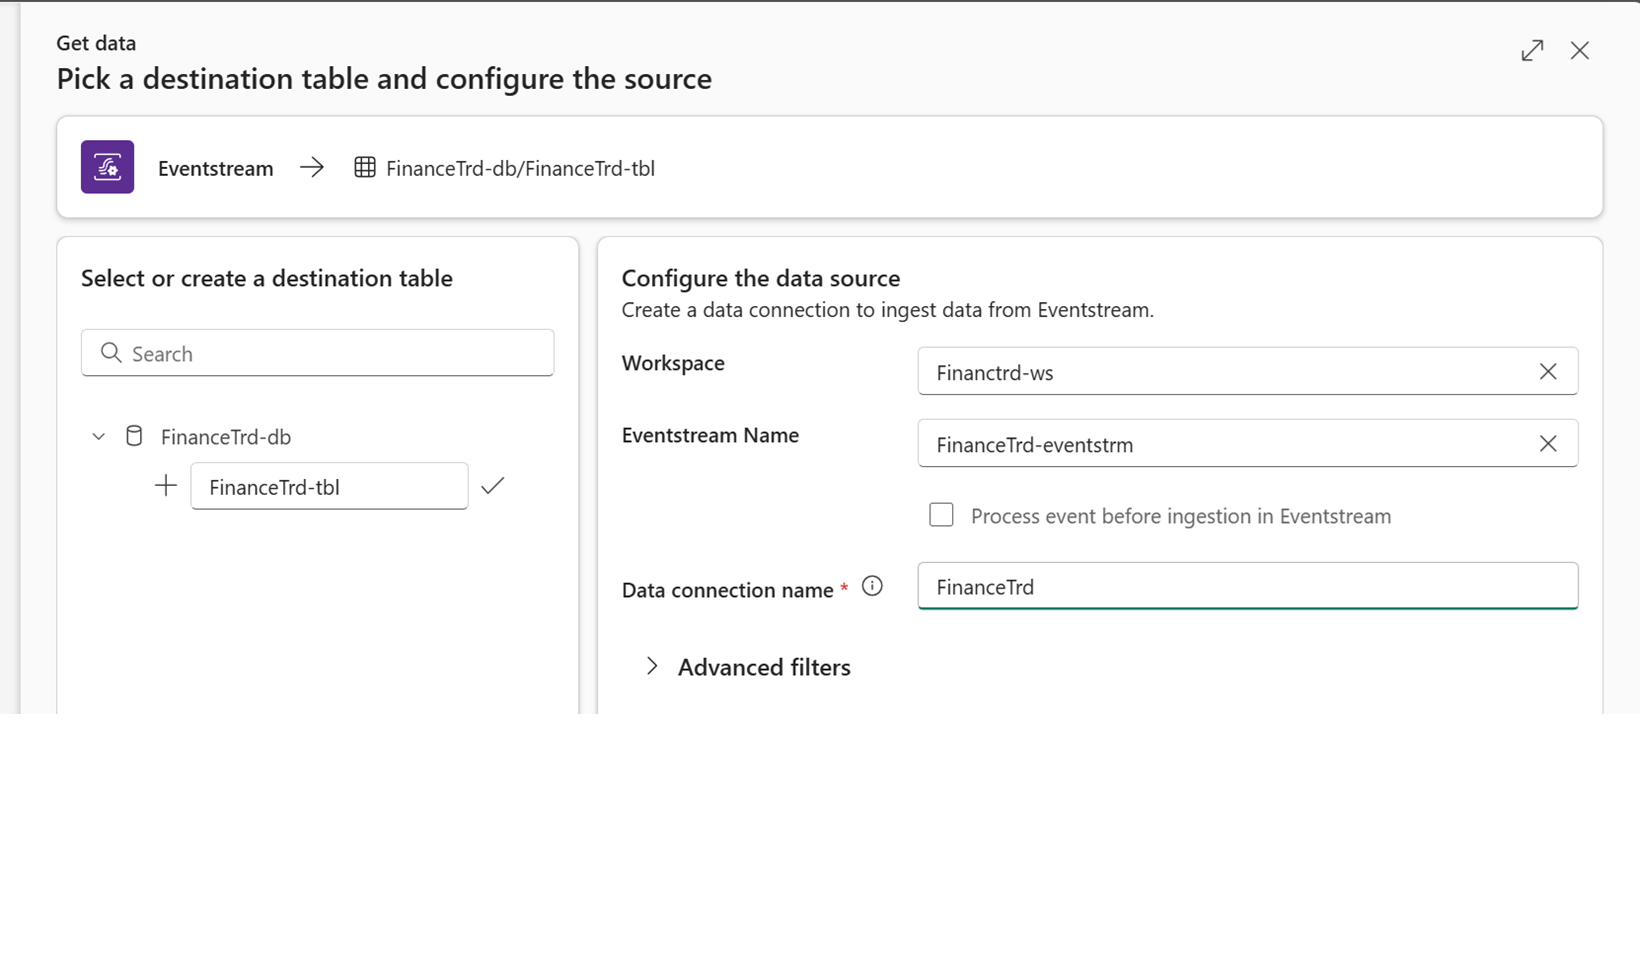 Get data
Pick a destination table and configure the source
Eventstream
FinanceTrd-db/FinanceTrd-tbl
Select or create a destination table
Search
FinanceTrd-db
FinanceTrd-tbl
Configure the data source
Create a data connection to ingest data from Eventstream.
Workspace
Financtrd-ws
Eventstream Name
FinanceTrd-eventstrm
Process event before ingestion in Eventstream
Data connection name *
FinanceTrd
Advanced filters